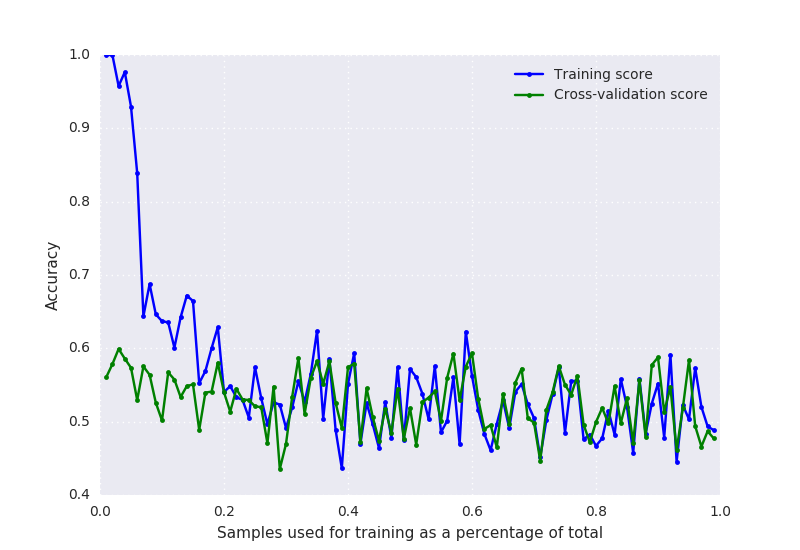 1.0
0.9
0.8
0.7
0.6
0.5
0.4
Accuracy
Training score
Cross-validation score
0.0 0.2 0.4 0.6 0.8 1.0
Samples used for training as a percentage of total